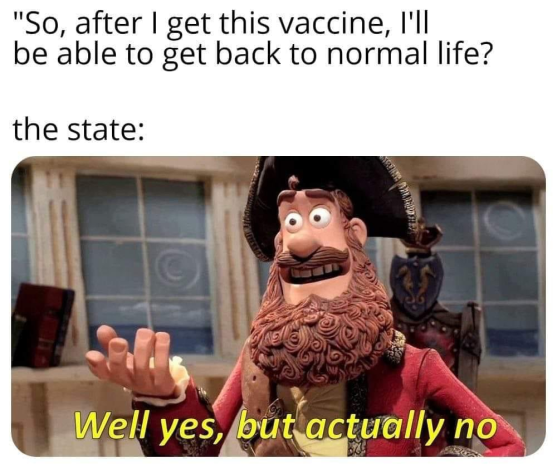 "So, after I get this vaccine, I'll
be able to get back to normal life?
the state:
Well yes, but actually no